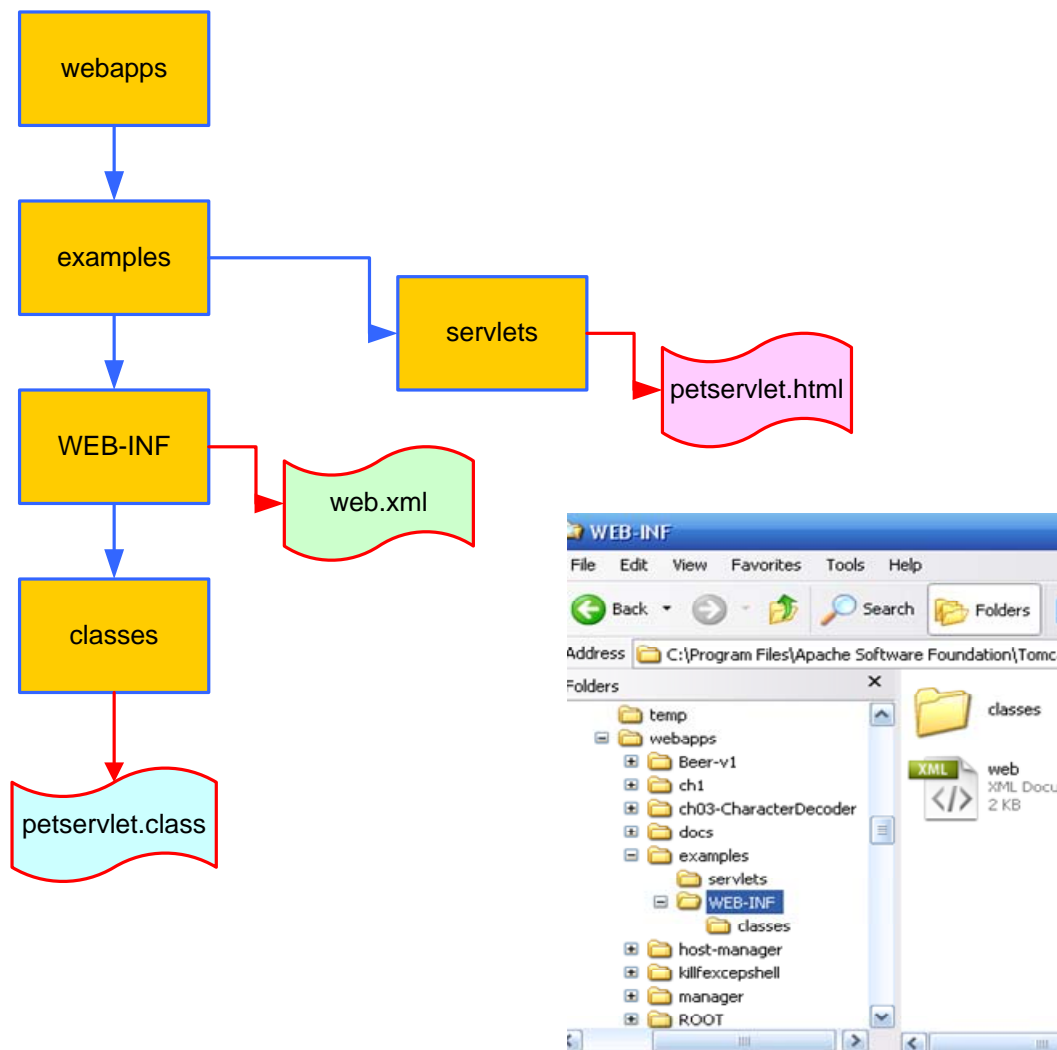 webapps
examples
servlets
petservlet.html
WEB-INF
web.xml
classes
petservlet.class
WEB-INF
File Edit View Favorites Tools Help
Back Search Folders
Address C:\Program Files\Apache Software Foundation\Tomc
Folders
temp
webapps
Beer-v1
ch1
ch03-CharacterDecoder
docs
examples
servlets
WEB-INF
classes
host-manager
killfexcepshell
manager
ROOT
classes
XML
web
XML Docu
2 KB